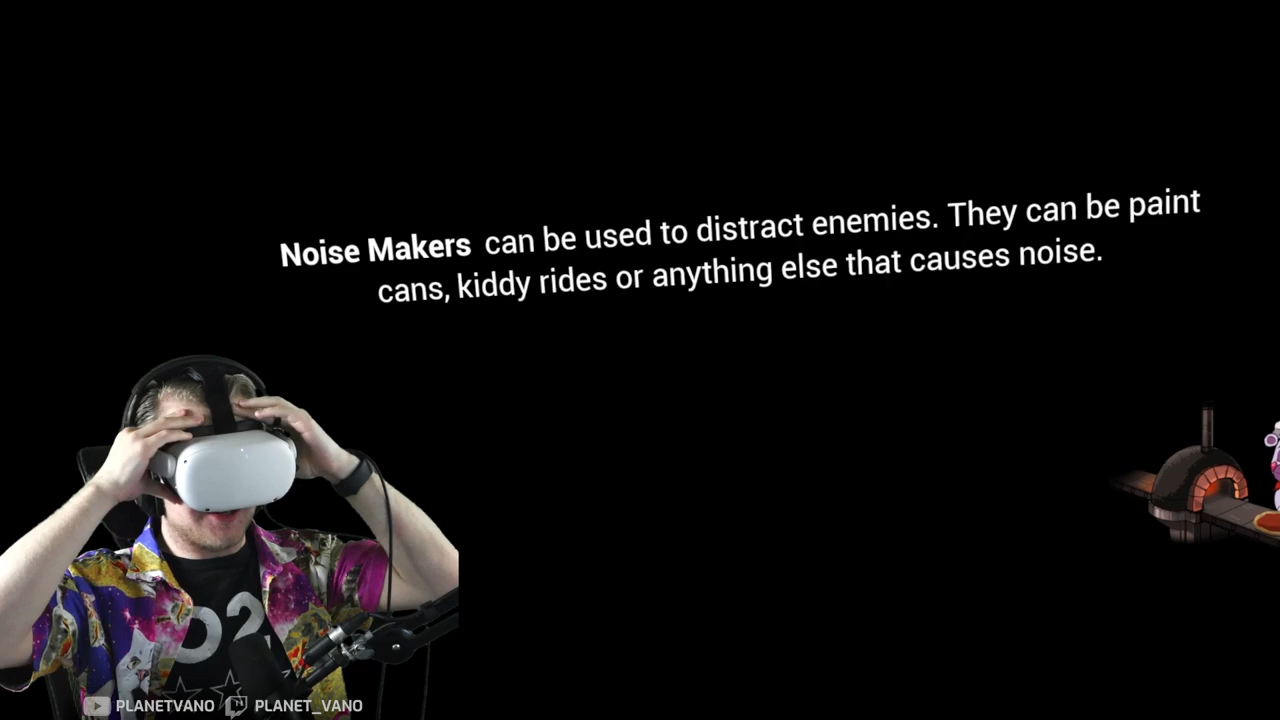 Noise Makers can be used to distract enemies. They can be paint
cans, kiddy rides or anything else that causes noise.
PLANETVANO PLANET_VANO